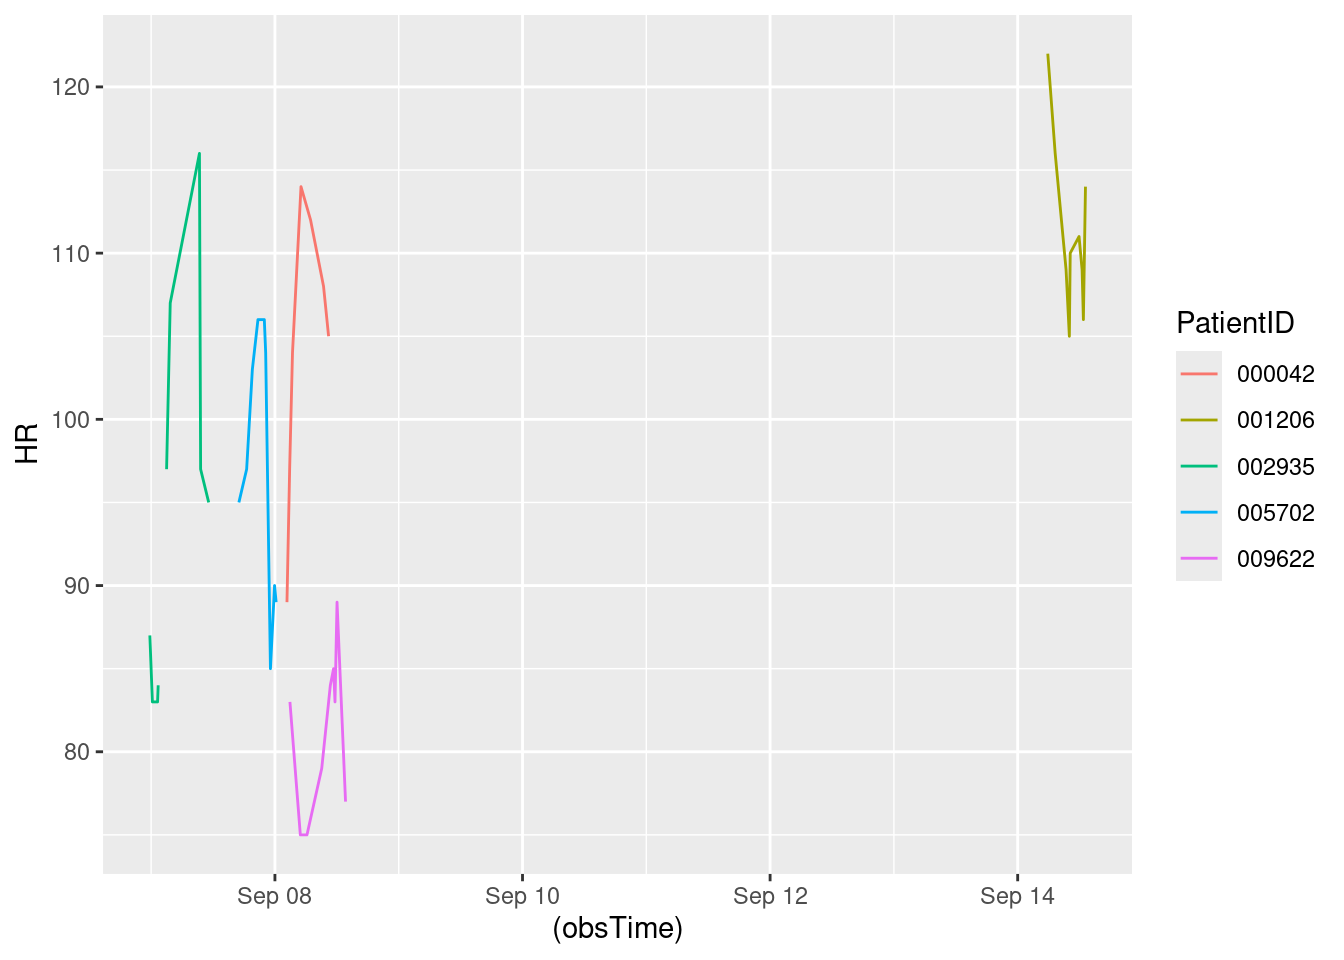 120
110
100
90
80
HR
Sep 08
Sep 10
Sep 12
Sep 14
(obsTime)
PatientID
000042
001206
002935
005702
009622